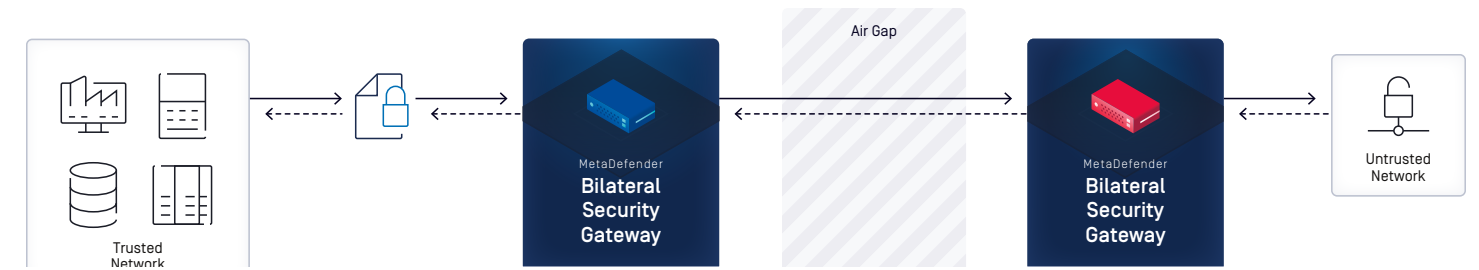 Air Gap
MetaDefender
Bilateral
Security
Gateway
MetaDefender
Bilateral
Security
Gateway
Untrusted
Network
Trusted
Network